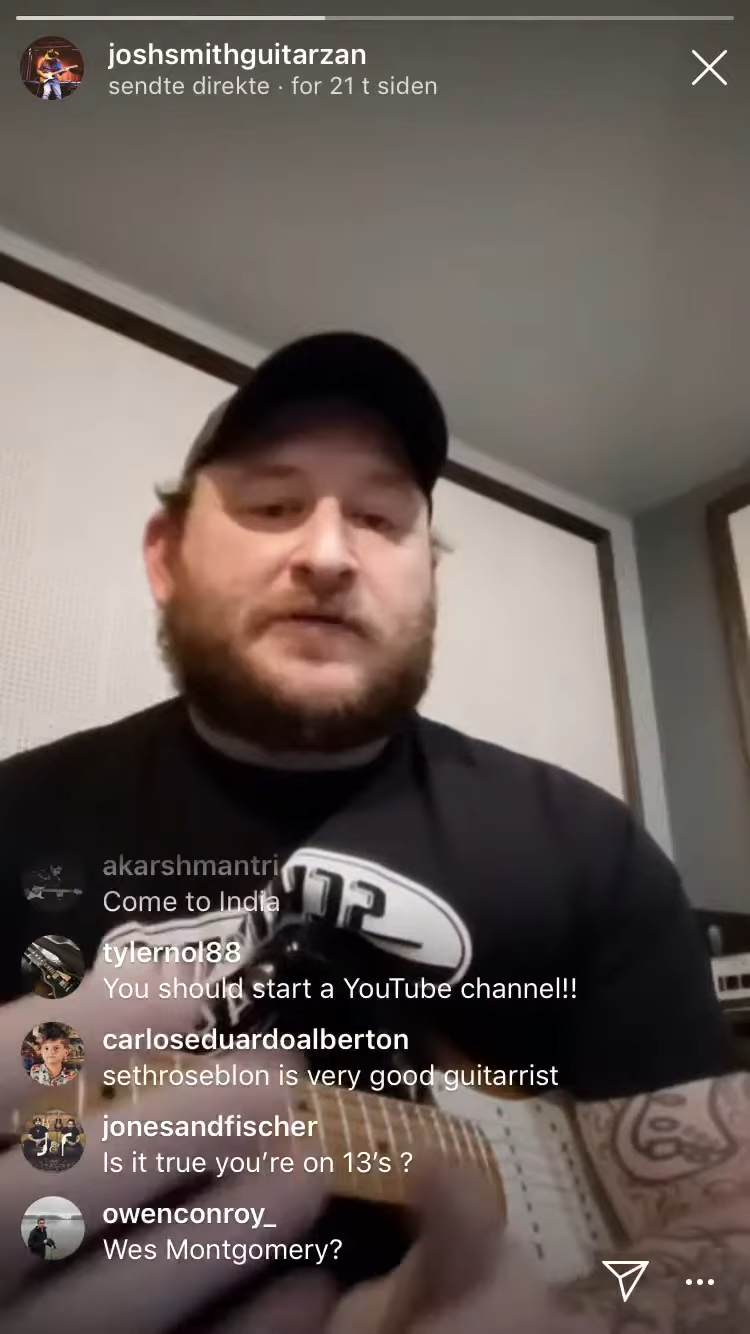 joshsmithguitarzan
sendte direkte · for 21 t siden
akarshmantri
Come to India
tylernol88
You should start a YouTube channel!!
carloseduardoalberton
sethroseblon is very good guitarrist
jonesandfischer
Is it true you’re on 13’s ?
owenconroy_
Wes Montgomery?